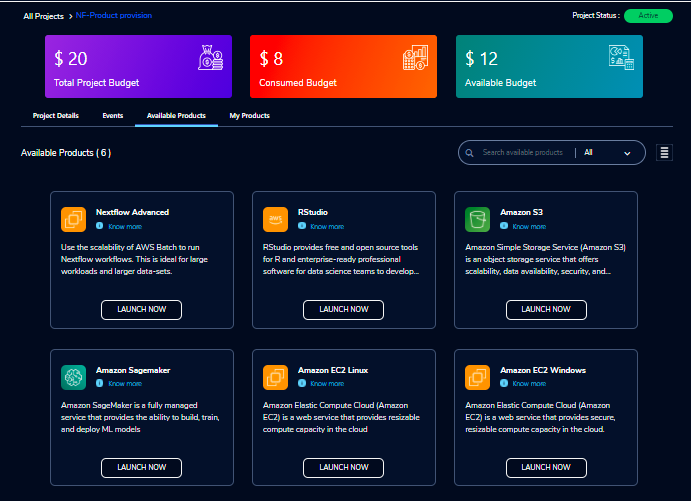 All Projects > NF-Product provision
Project Status : Active
$ 20
Total Project Budget
$ 8
Consumed Budget
$ 12
Available Budget
Project Details Events Available Products My Products
Available Products ( 6 )
Search available products All
Nextflow Advanced
Know more
Use the scalability of AWS Batch to run
Nextflow workflows. This is ideal for large
workloads and larger data-sets.
LAUNCH NOW
aws
RStudio
Know more
RStudio provides free and open source tools
for R and enterprise-ready professional
software for data science teams to develop...
LAUNCH NOW
Amazon S3
Know more
Amazon Simple Storage Service (Amazon S3)
is an object storage service that offers
scalability, data availability, security, and...
LAUNCH NOW
Amazon Sagemaker
Know more
Amazon SageMaker is a fully managed
service that provides the ability to build, train,
and deploy ML models
LAUNCH NOW
Amazon EC2 Linux
Know more
Amazon Elastic Compute Cloud (Amazon
EC2) is a web service that provides resizable
compute capacity in the cloud
LAUNCH NOW
Amazon EC2 Windows
Know more
Amazon Elastic Compute Cloud (Amazon
EC2) is a web service that provides secure,
resizable compute capacity in the cloud.
LAUNCH NOW